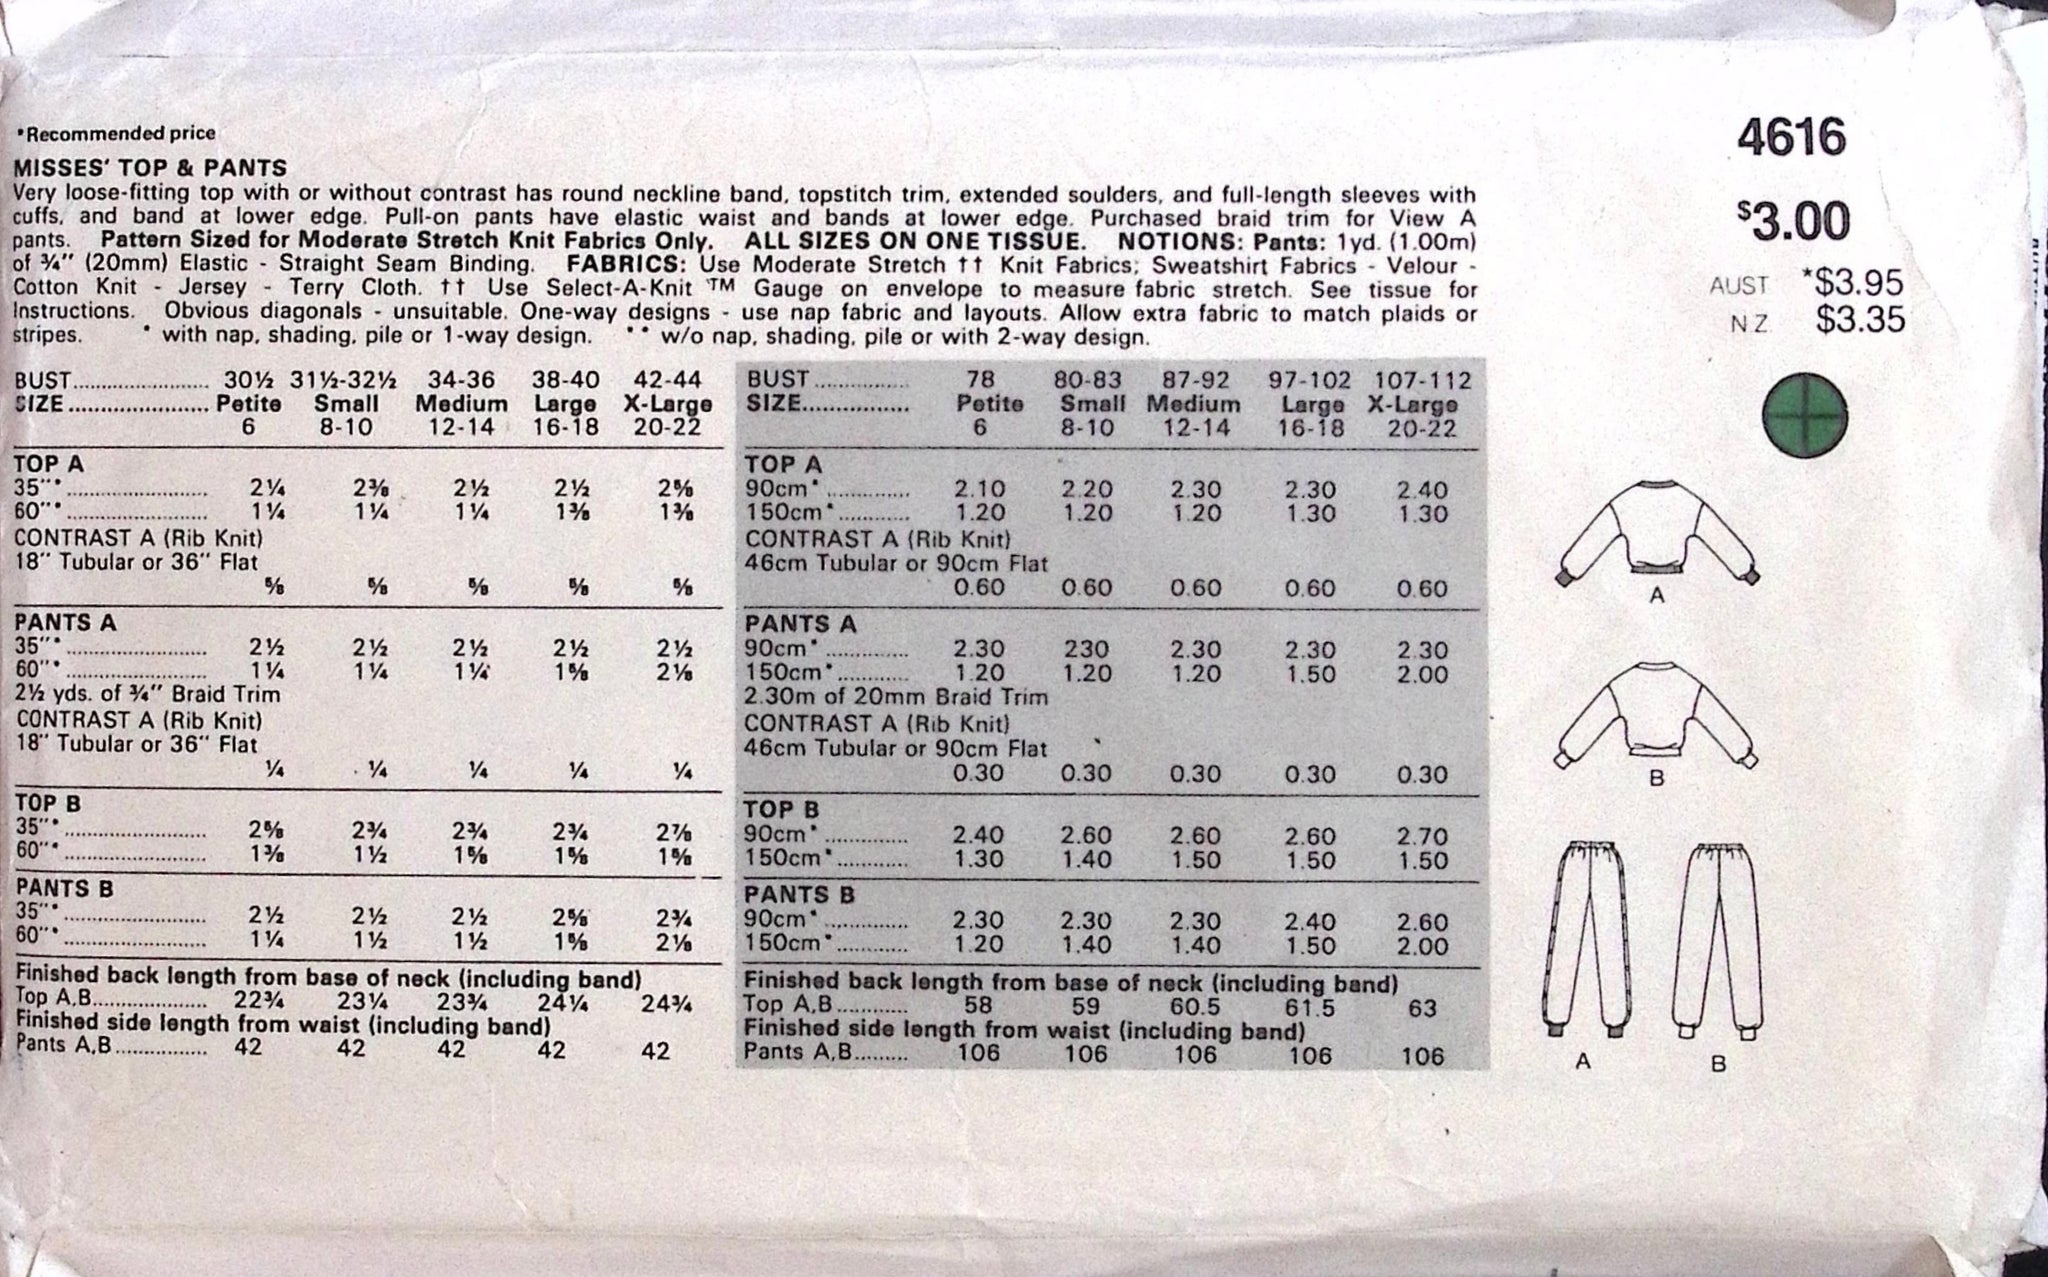 *Recommended price
MISSES' TOP & PANTS
Very loose-fitting top with or without contrast has round neckline band, topstitch trim, extended soulders, and full-length sleeves with
cuffs, and band at lower edge. Pull-on pants have elastic waist and bands at lower edge. Purchased braid trim for View A
pants. Pattern Sized for Moderate Stretch Knit Fabrics Only. ALL SIZES ON ONE TISSUE. NOTIONS: Pants: 1yd. (1.00m)
of ¾" (20mm) Elastic - Straight Seam Binding. FABRICS: Use Moderate Stretch †† Knit Fabrics; Sweatshirt Fabrics - Velour -
Cotton Knit - Jersey - Terry Cloth. †† Use Select-A-Knit ™ Gauge on envelope to measure fabric stretch. See tissue for
Instructions. Obvious diagonals - unsuitable. One-way designs - use nap fabric and layouts. Allow extra fabric to match plaids or
stripes. * with nap, shading, pile or 1-way design. ** w/o nap, shading, pile or with 2-way design.
BUST........................ 30½ 31½-32½ 34-36 38-40 42-44
SIZE........................ Petite Small Medium Large X-Large
6 8-10 12-14 16-18 20-22
TOP A
35"*........................ 2¼ 2⅜ 2½ 2½ 2⅝
60"*........................ 1¼ 1¼ 1¼ 1⅜ 1⅜
CONTRAST A (Rib Knit)
18" Tubular or 36" Flat
⅝ ⅝ ⅝ ⅝ ⅝
PANTS A
35"*........................ 2½ 2½ 2½ 2½ 2½
60"*........................ 1¼ 1¼ 1¼ 1⅝ 2⅛
2½ yds. of ¾" Braid Trim
CONTRAST A (Rib Knit)
18" Tubular or 36" Flat
¼ ¼ ¼ ¼ ¼
TOP B
35"*........................ 2⅝ 2¾ 2¾ 2¾ 2⅞
60"*........................ 1⅜ 1½ 1⅝ 1⅝ 1⅝
PANTS B
35"*........................ 2½ 2½ 2½ 2⅝ 2¾
60"*........................ 1¼ 1½ 1½ 1⅝ 2⅛
Finished back length from base of neck (including band)
Top A,B.................... 22¾ 23¼ 23¾ 24¼ 24¾
Finished side length from waist (including band)
Pants A,B................ 42 42 42 42 42
BUST ................ 78 80-83 87-92 97-102 107-112
SIZE................. Petite Small Medium Large X-Large
6 8-10 12-14 16-18 20-22
TOP A
90cm* .............. 2.10 2.20 2.30 2.30 2.40
150cm* ............ 1.20 1.20 1.20 1.30 1.30
CONTRAST A (Rib Knit)
46cm Tubular or 90cm Flat
0.60 0.60 0.60 0.60 0.60
PANTS A
90cm* .............. 2.30 230 2.30 2.30 2.30
150cm* ............ 1.20 1.20 1.20 1.50 2.00
2.30m of 20mm Braid Trim
CONTRAST A (Rib Knit)
46cm Tubular or 90cm Flat
0.30 0.30 0.30 0.30 0.30
TOP B
90cm* .............. 2.40 2.60 2.60 2.60 2.70
150cm* ............ 1.30 1.40 1.50 1.50 1.50
PANTS B
90cm* .............. 2.30 2.30 2.30 2.40 2.60
150cm* ............ 1.20 1.40 1.40 1.50 2.00
Finished back length from base of neck (including band)
Top A,B ............ 58 59 60.5 61.5 63
Finished side length from waist (including band)
Pants A,B......... 106 106 106 106 106
4616
$3.00
AUST *$3.95
NZ $3.35
A
B
A B